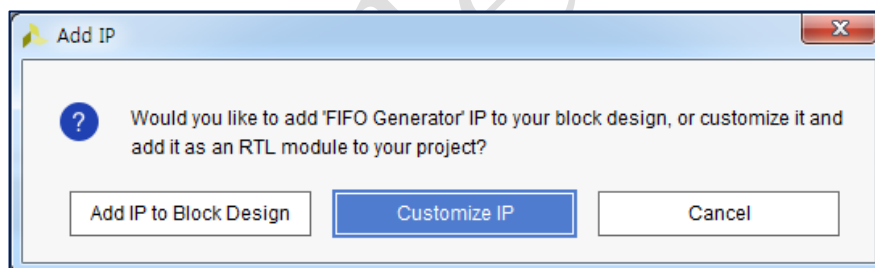 Add IP
Would you like to add 'FIFO Generator' IP to your block design, or customize it and
add it as an RTL module to your project?
Add IP to Block Design Customize IP Cancel